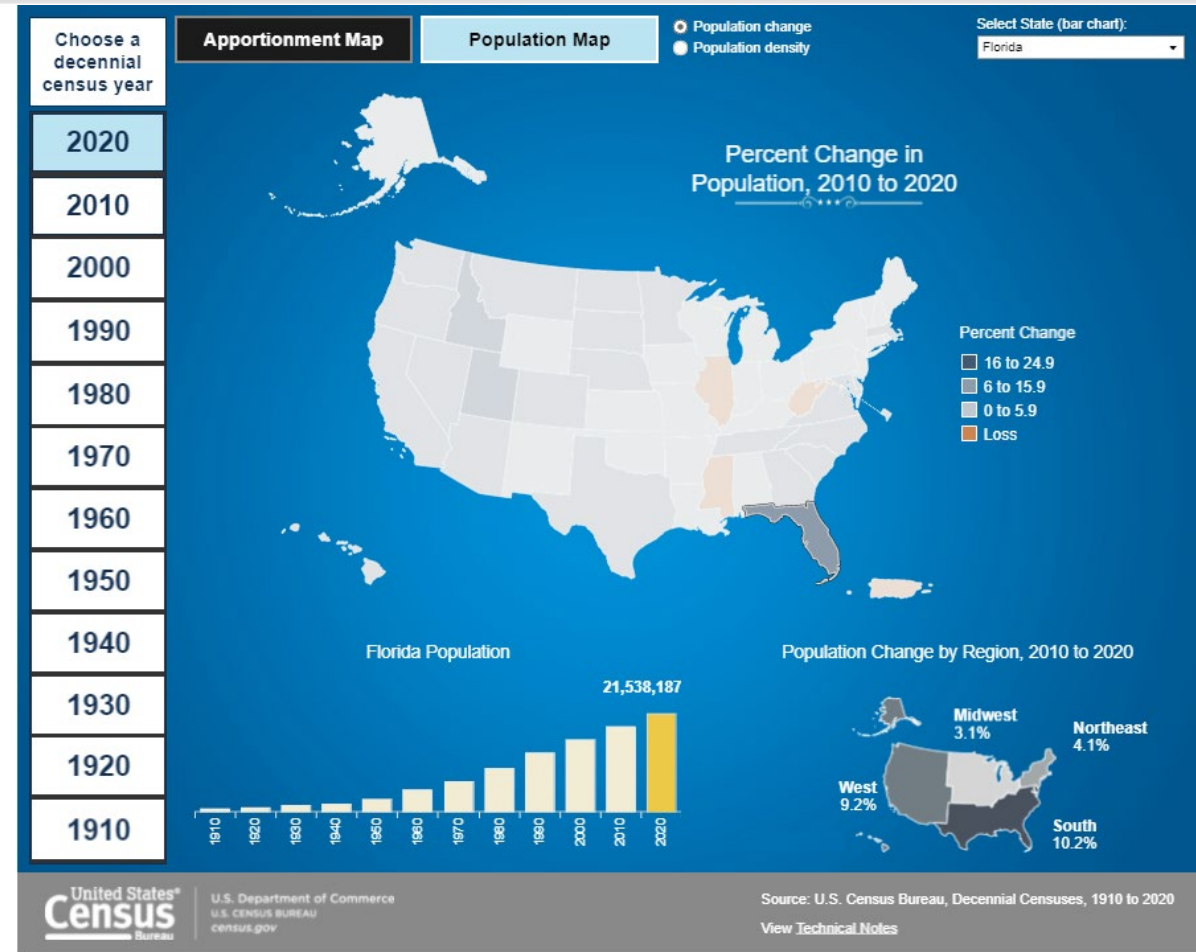 Choose a
decennial
census year
2020
2010
2000
1990
1980
1970
1960
1950
1940
1930
1920
1910
Apportionment Map
Population Map
Population change
Population density
Select State (bar chart):
Florida
Percent Change in
Population, 2010 to 2020
Percent Change
16 to 24.9
6 to 15.9
0 to 5.9
Loss
Florida Population
21,538,187
1910
1920
1930
1940
1950
1960
1970
1980
1990
2000
2010
2020
Population Change by Region, 2010 to 2020
Midwest
3.1%
Northeast
4.1%
West
9.2%
South
10.2%
United States®
Census
Bureau
U.S. Department of Commerce
U.S. CENSUS BUREAU
census.gov
Source: U.S. Census Bureau, Decennial Censuses, 1910 to 2020
View Technical Notes